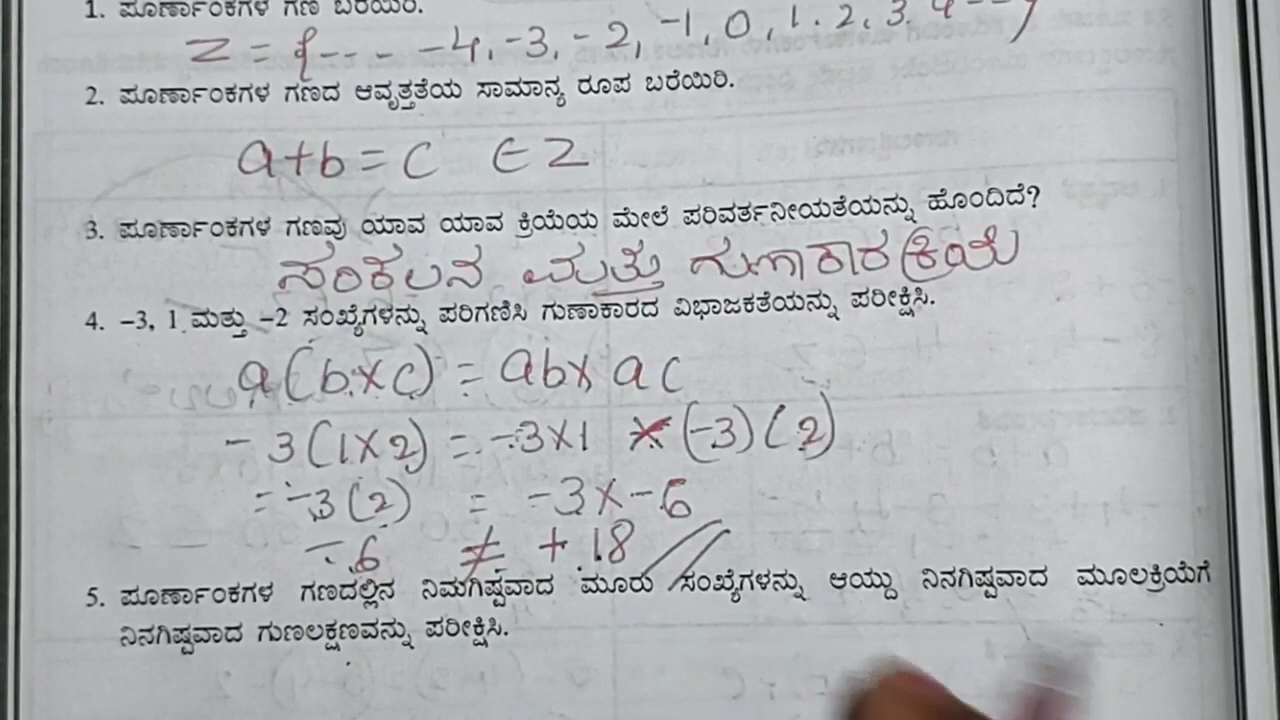 1. ಪೂರ್ಣಾಂಕಗಳ ಗಣ ಬರೆಯಿರಿ.
Z = {--- -4, -3, -2, -1, 0, 1, 2, 3, 4--}
2. ಪೂರ್ಣಾಂಕಗಳ ಗಣದ ಆವೃತ್ತತೆಯ ಸಾಮಾನ್ಯ ರೂಪ ಬರೆಯಿರಿ.
a+b = c ∈ Z
3. ಪೂರ್ಣಾಂಕಗಳ ಗಣವು ಯಾವ ಯಾವ ಕ್ರಿಯೆಯ ಮೇಲೆ ಪರಿವರ್ತನೀಯತೆಯನ್ನು ಹೊಂದಿದೆ?
ಸಂಕಲನ ಮತ್ತು ಗುಣಾಕಾರ ಕ್ರಿಯೆ
4. –3, 1 ಮತ್ತು –2 ಸಂಖ್ಯೆಗಳನ್ನು ಪರಿಗಣಿಸಿ ಗುಣಾಕಾರದ ವಿಭಾಜಕತೆಯನ್ನು ಪರೀಕ್ಷಿಸಿ.
a(b×c) = ab× ac
-3(1×2) = -3×1 × (-3)(2)
= -3(2) = -3×-6
-6 ≠ +18 //
5. ಪೂರ್ಣಾಂಕಗಳ ಗಣದಲ್ಲಿನ ನಿಮಗಿಷ್ಟವಾದ ಮೂರು ಸಂಖ್ಯೆಗಳನ್ನು ಆಯ್ದು ನಿನಗಿಷ್ಟವಾದ ಮೂಲಕ್ರಿಯೆಗೆ
ನಿನಗಿಷ್ಟವಾದ ಗುಣಲಕ್ಷಣವನ್ನು ಪರೀಕ್ಷಿಸಿ.